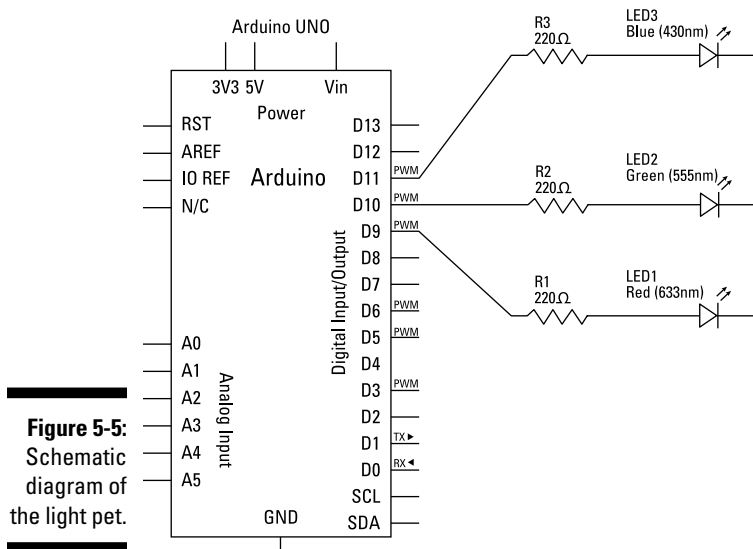 Arduino UNO
3V3 5V Vin
Power
Arduino
RST
AREF
IO REF
N/C
A0
A1
A2
A3
A4
A5
Analog Input
GND
D13
D12
D11 PWM
D10 PWM
D9 PWM
D8
D7
D6 PWM
D5 PWM
D4
D3 PWM
D2
D1 TX ►
D0 RX ◄
SCL
SDA
Digital Input/Output
R3
220Ω
LED3
Blue (430nm)
R2
220Ω
LED2
Green (555nm)
R1
220Ω
LED1
Red (633nm)
Figure 5-5:
Schematic
diagram of
the light pet.